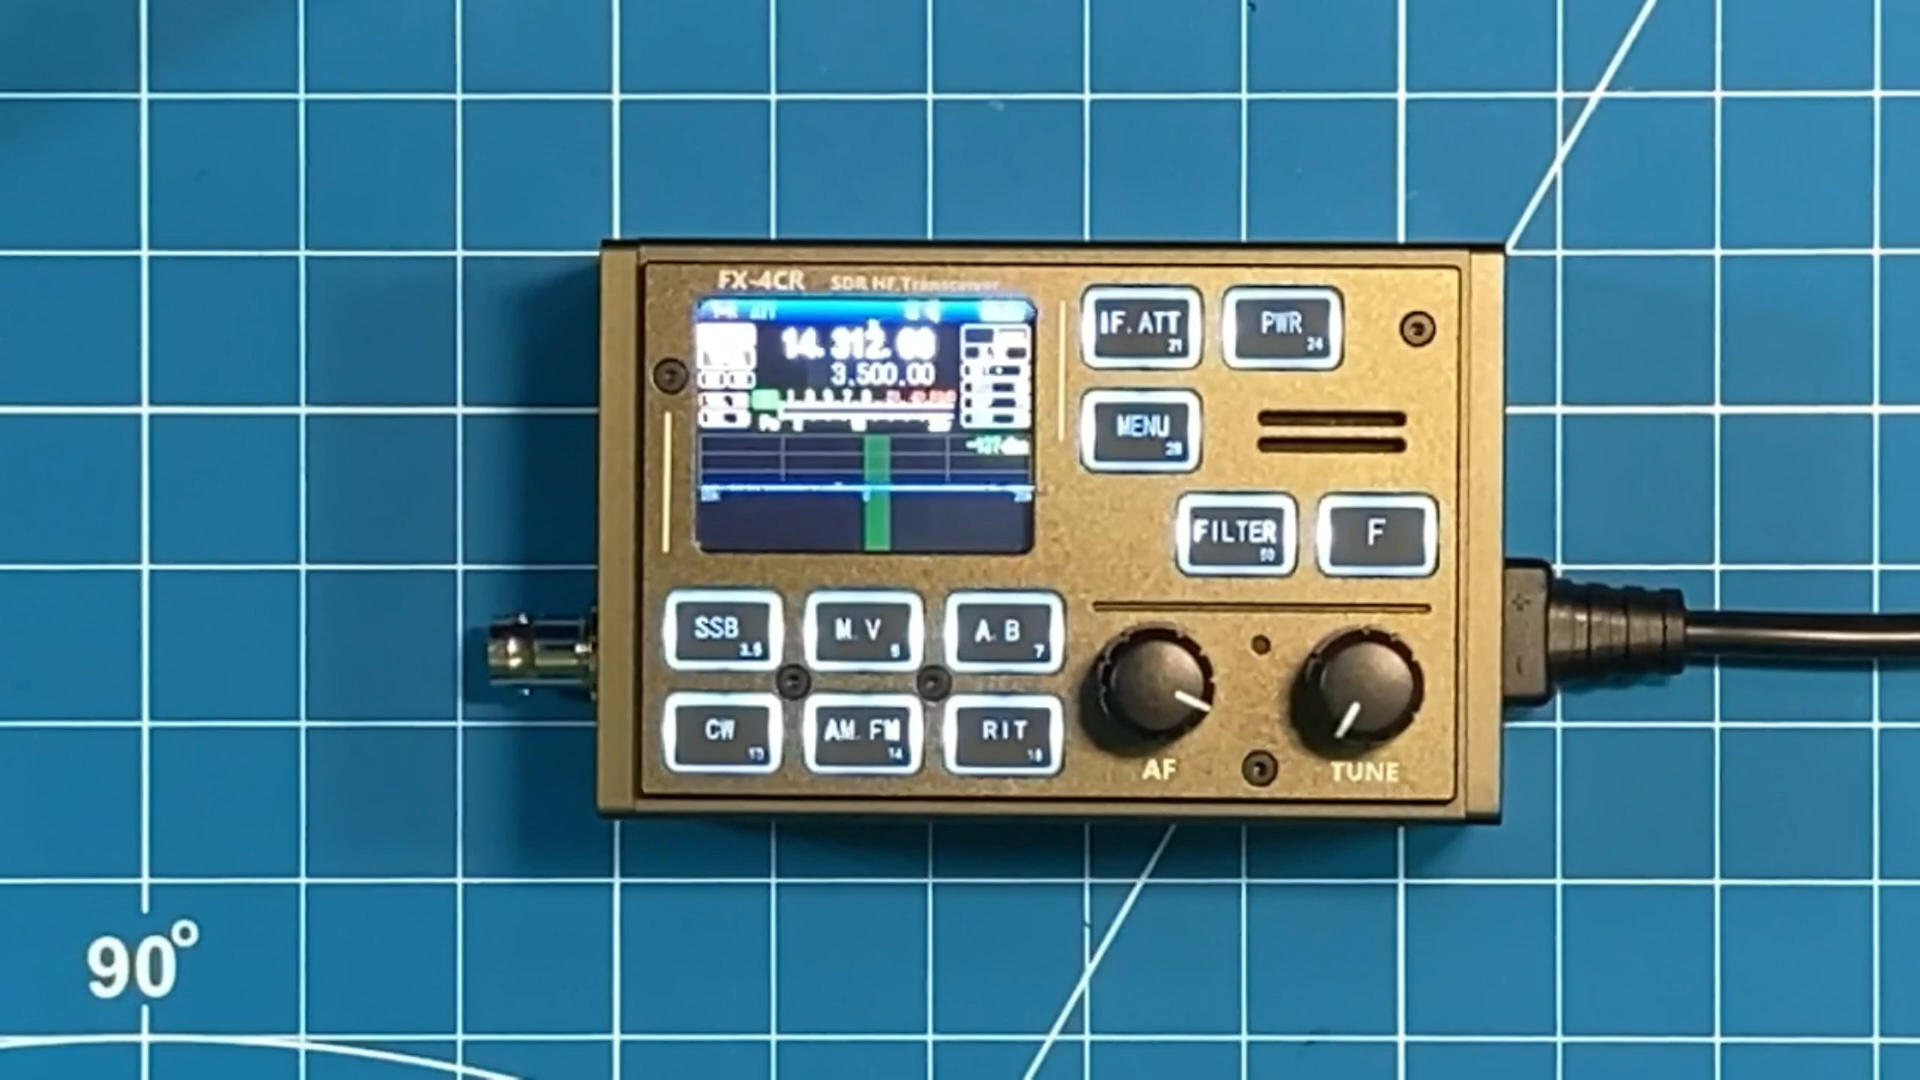 FX-4CR SDR HF Transceiver
14.312.00
3.500.00
IF.ATT 21
PWR 24
MENU 28
FILTER 50
F
SSB 3.5
M.V 5
A.B 7
CW 10
AM.FM 14
RIT 18
AF
TUNE
90°